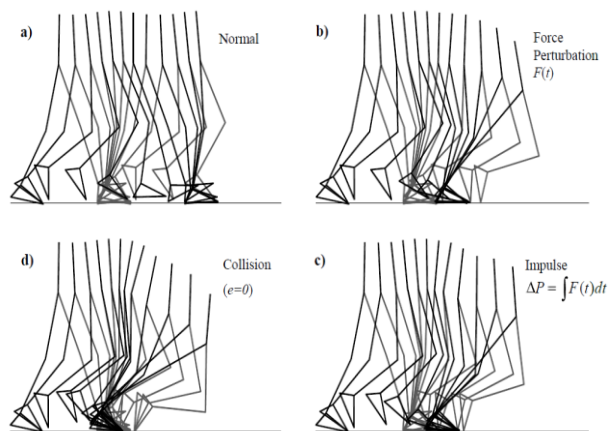 a)
Normal
b)
Force
Perturbation
F(t)
d)
Collision
(e=0)
c)
Impulse
ΔP = ∫F(t)dt